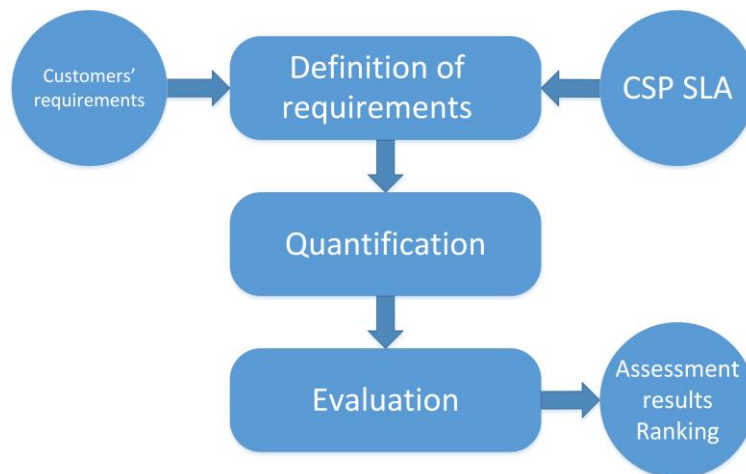 Customers’
requirements
Definition of
requirements
CSP SLA
Quantification
Evaluation
Assessment
results
Ranking